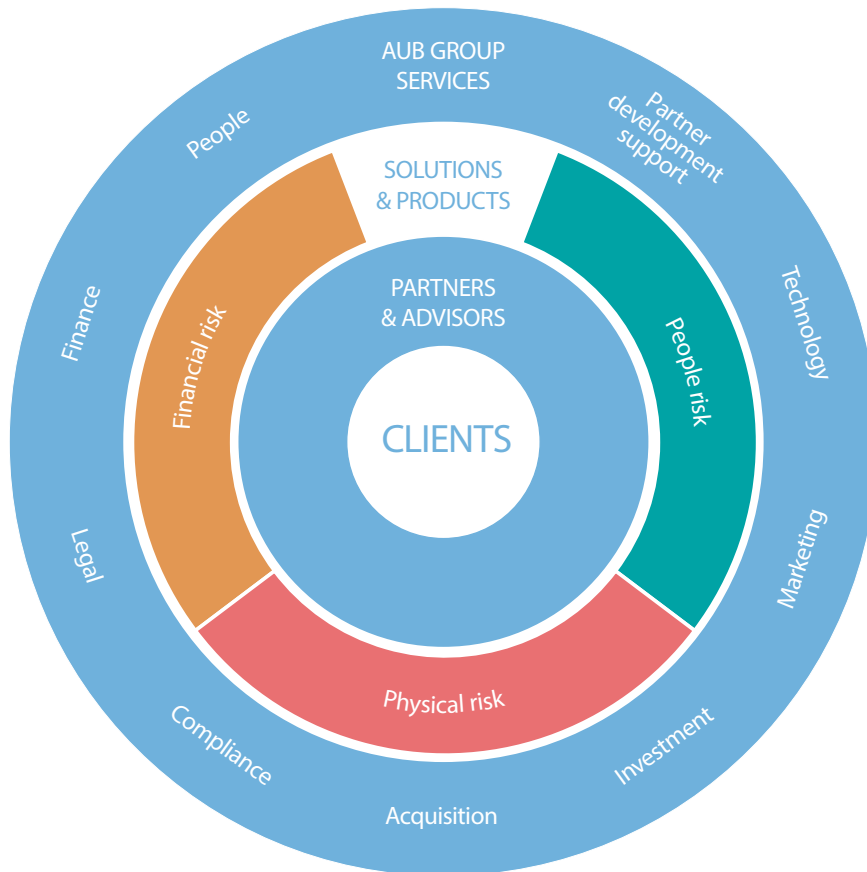 AUB GROUP
SERVICES
Partner
development
support
Technology
Marketing
Investment
Acquisition
Compliance
Legal
Finance
People
SOLUTIONS
& PRODUCTS
People risk
Physical risk
Financial risk
PARTNERS
& ADVISORS
CLIENTS